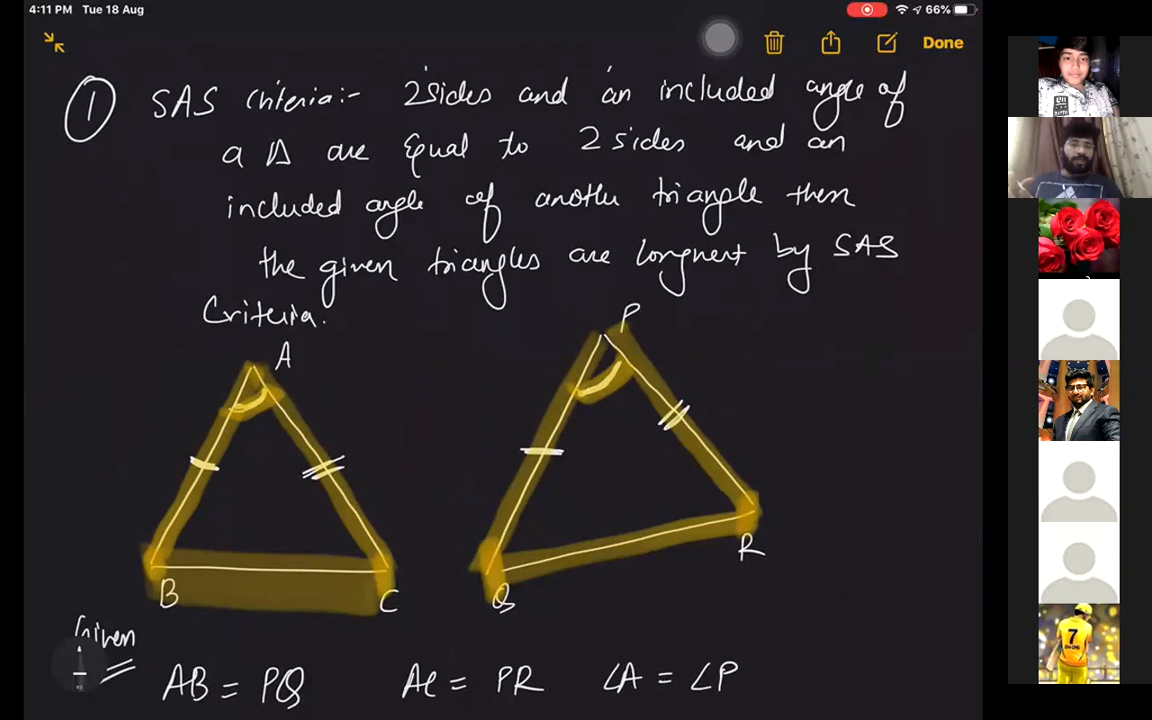 4:11 PM Tue 18 Aug
66%
Done
① SAS Criteria:- 2 sides and an included angle of
a Δ are Equal to 2 sides and an
included angle of another triangle then
the given triangles are Congruent by SAS
Criteria.
P
A
R
B
C
Q
Given
AB = PQ AC = PR ∠A = ∠P
7